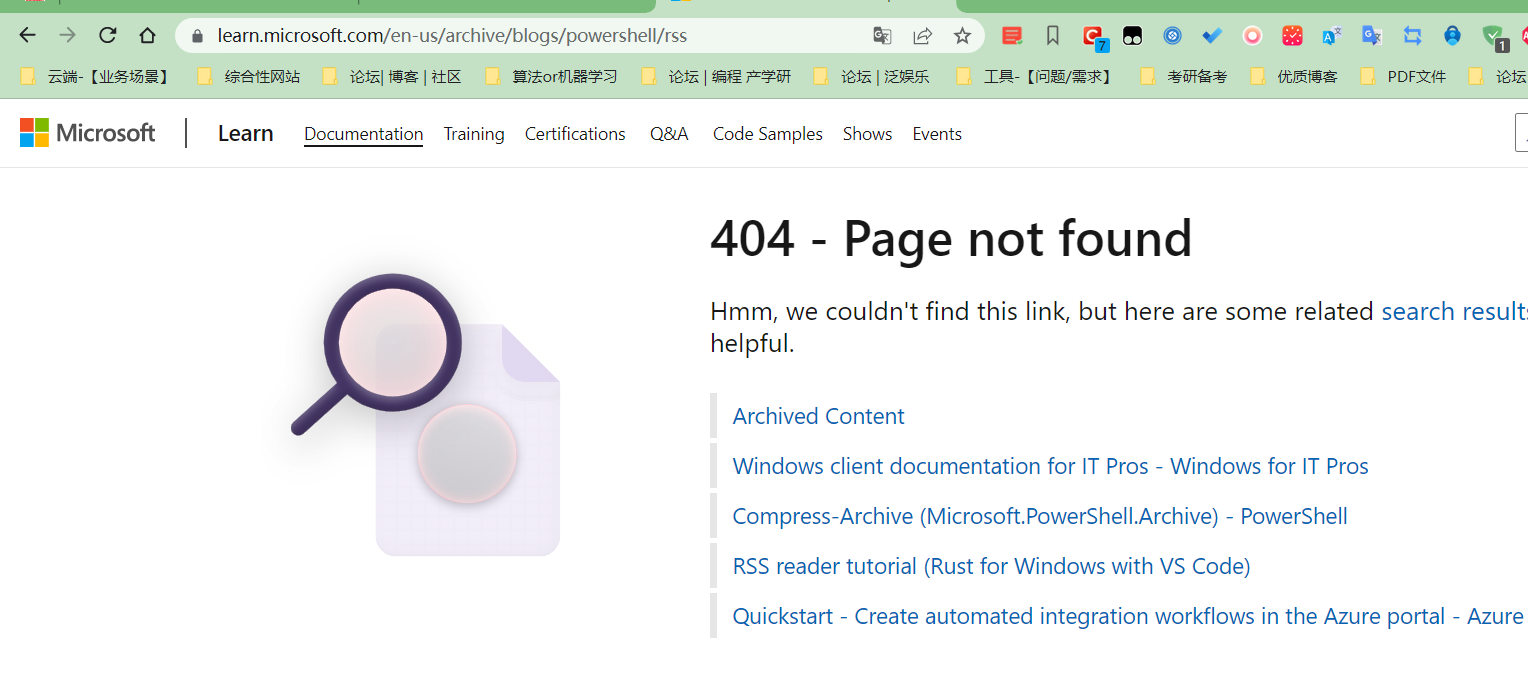 learn.microsoft.com/en-us/archive/blogs/powershell/rss
7
1
云端-【业务场景】 综合性网站 论坛| 博客 | 社区 算法or机器学习 论坛 | 编程 产学研 论坛 | 泛娱乐 工具-【问题/需求】 考研备考 优质博客 PDF文件 论坛
Microsoft Learn Documentation Training Certifications Q&A Code Samples Shows Events
404 - Page not found
Hmm, we couldn't find this link, but here are some related search results
helpful.
Archived Content
Windows client documentation for IT Pros - Windows for IT Pros
Compress-Archive (Microsoft.PowerShell.Archive) - PowerShell
RSS reader tutorial (Rust for Windows with VS Code)
Quickstart - Create automated integration workflows in the Azure portal - Azure